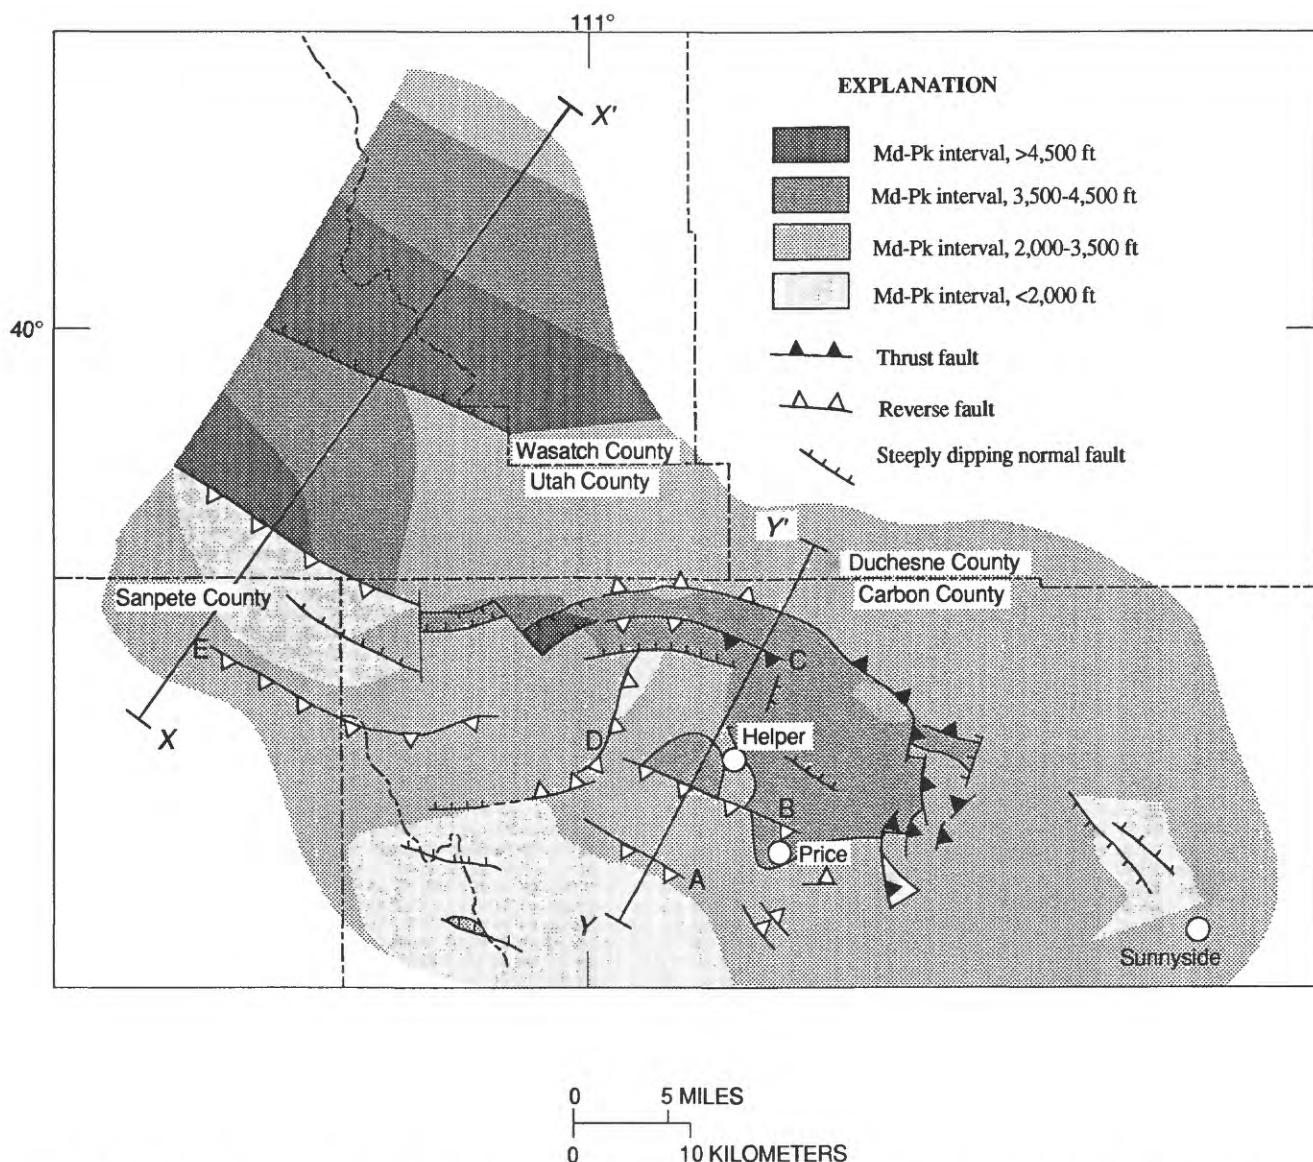 111°
X'
EXPLANATION
Md-Pk interval, >4,500 ft
Md-Pk interval, 3,500-4,500 ft
Md-Pk interval, 2,000-3,500 ft
Md-Pk interval, <2,000 ft
40°
Thrust fault
Reverse fault
Steeply dipping normal fault
Wasatch County
Utah County
Y'
Duchesne County
Carbon County
Sanpete County
E
C
X
D
Helper
B
Price
A
Y
Sunnyside
0 5 MILES
0 10 KILOMETERS